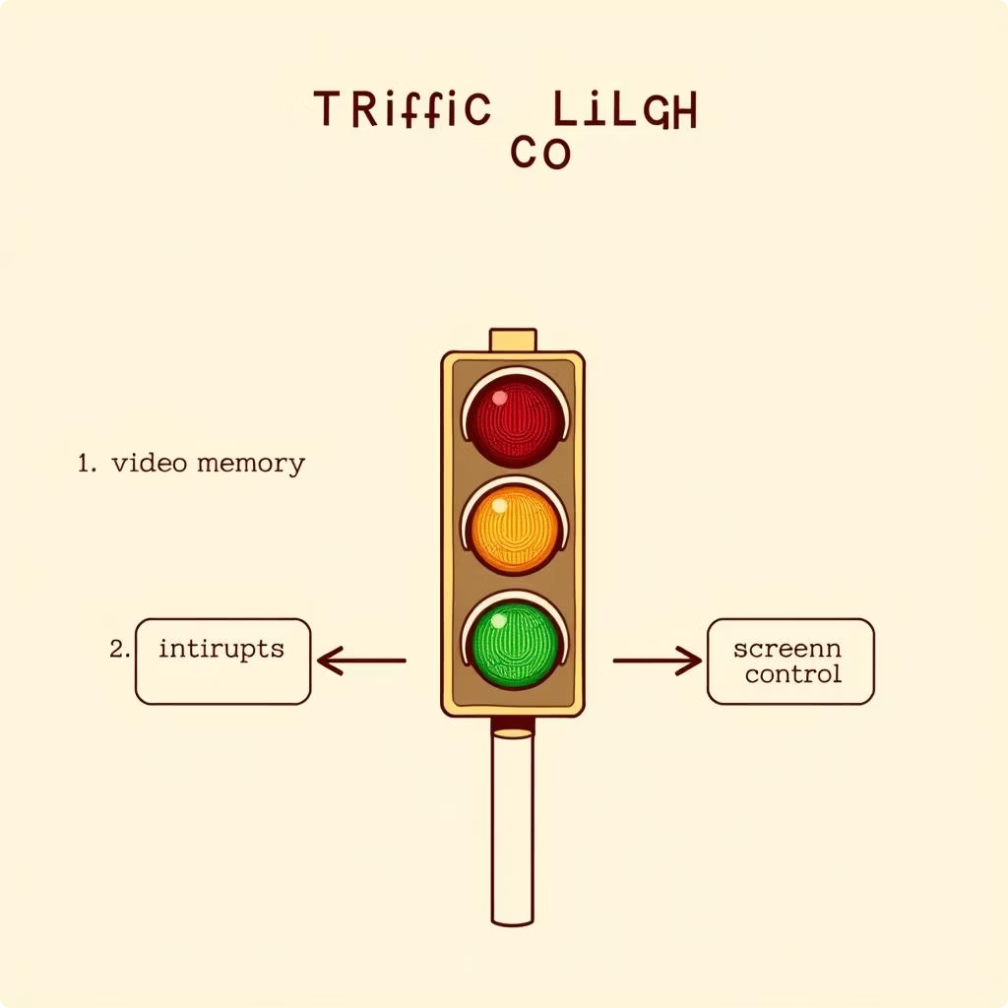 TRiffic LiLGH
CO
1. video memory
2. intirupts
screenn
control